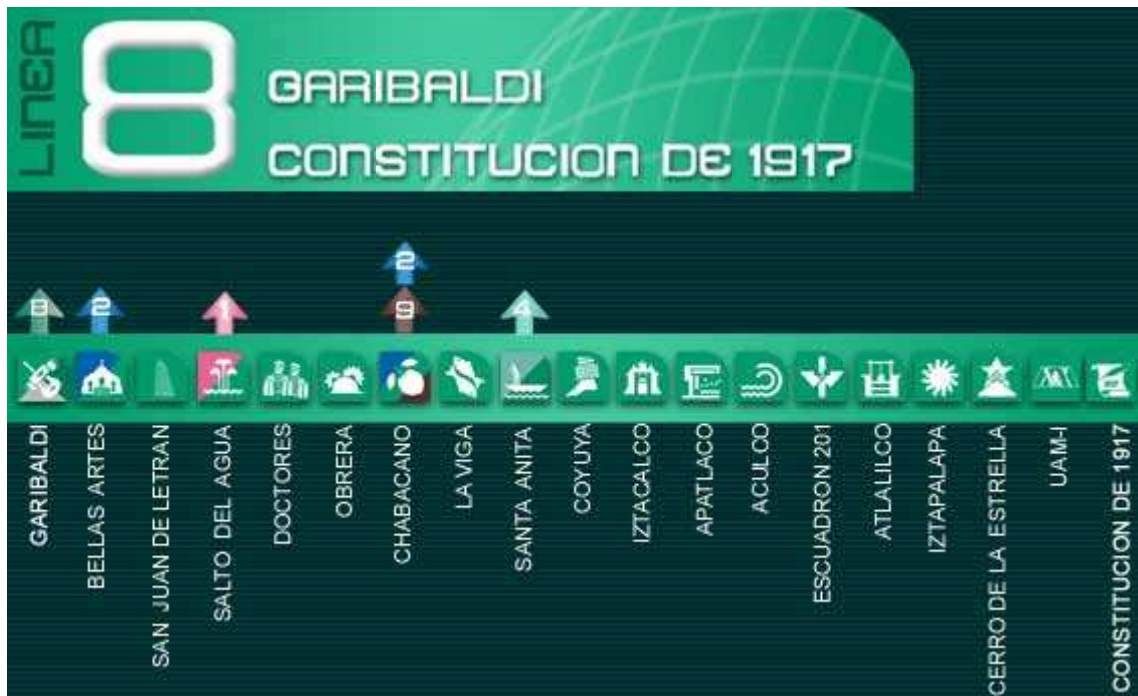 LINEA
8
GARIBALDI
CONSTITUCION DE 1917
2
2
1
9
4
GARIBALDI
BELLAS ARTES
SAN JUAN DE LETRAN
SALTO DEL AGUA
DOCTORES
OBRERA
CHABACANO
LA VIGA
SANTA ANITA
COYUYA
IZTACALCO
APATLACO
ACULCO
ESCUADRON 201
ATLALILCO
IZTAPALAPA
CERRO DE LA ESTRELLA
UAM-I
CONSTITUCION DE 1917